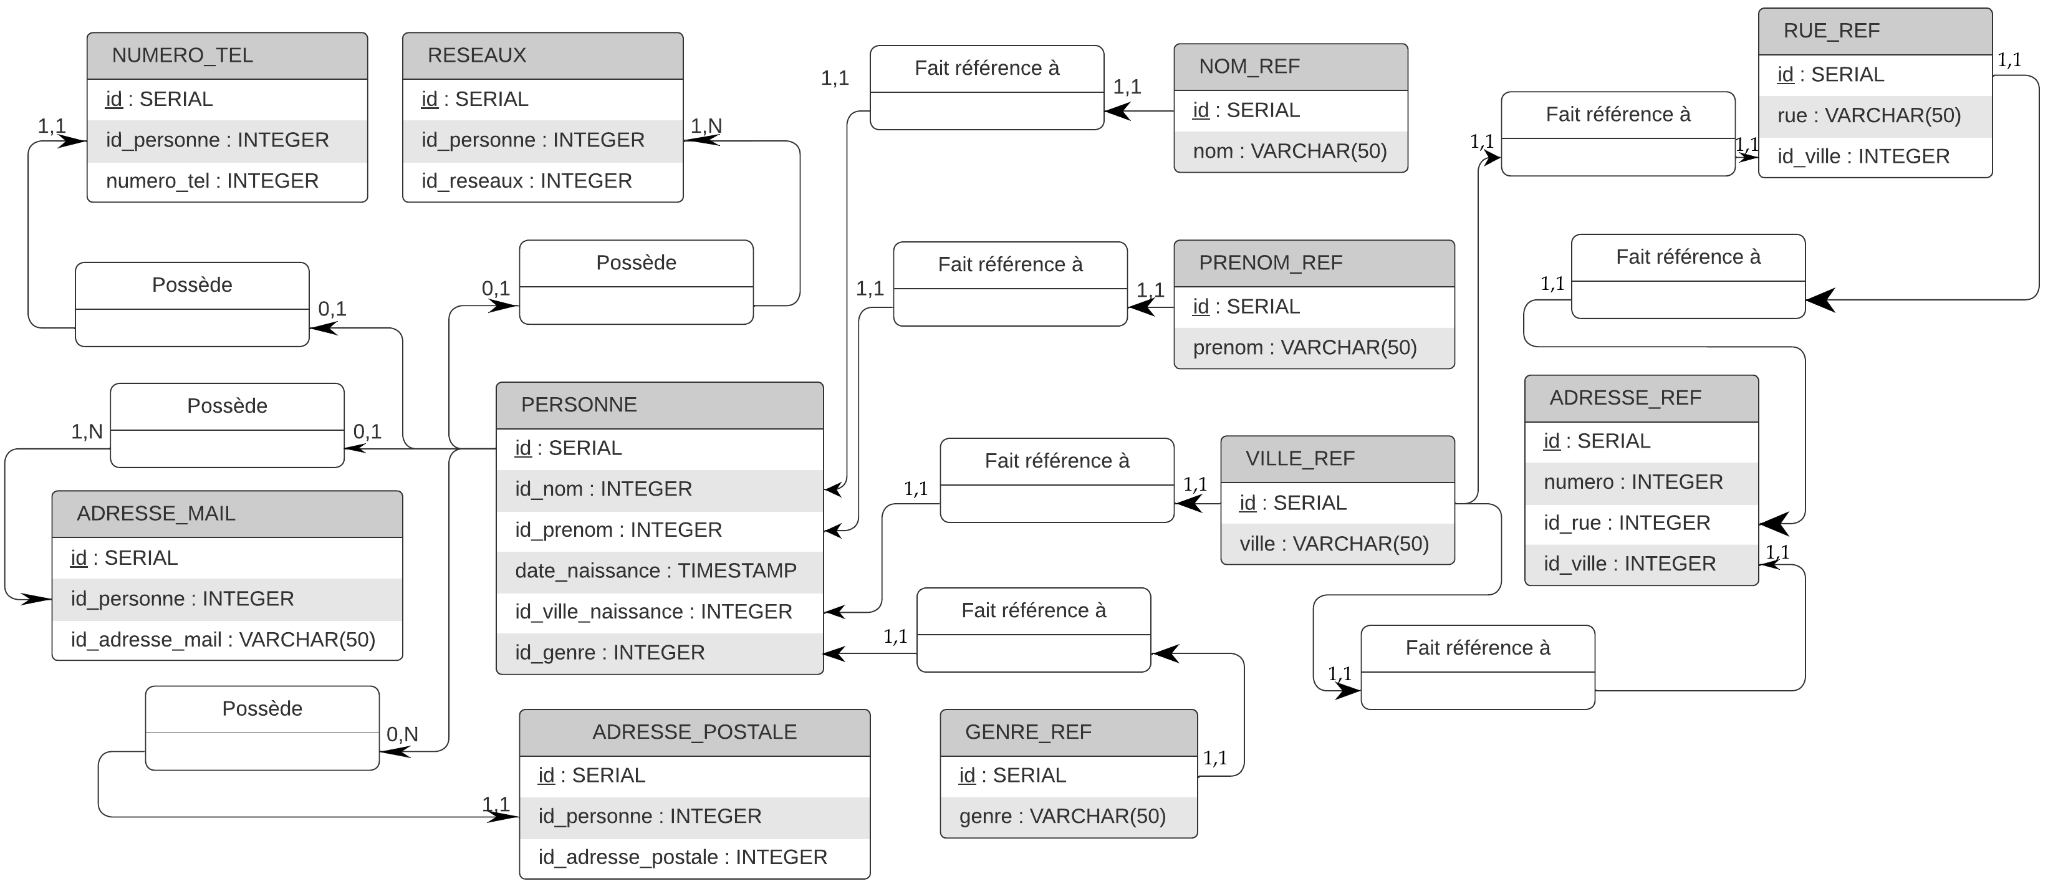 NUMERO_TEL
id : SERIAL
id_personne : INTEGER
numero_tel : INTEGER
1,1
RESEAUX
id : SERIAL
id_personne : INTEGER
id_reseaux : INTEGER
1,N
1,1
Fait référence à
1,1
NOM_REF
id : SERIAL
nom : VARCHAR(50)
RUE_REF
id : SERIAL
rue : VARCHAR(50)
id_ville : INTEGER
1,1
1,1
Fait référence à
1,1
Possède
0,1
0,1
Possède
1,1
Fait référence à
1,1
PRENOM_REF
id : SERIAL
prenom : VARCHAR(50)
1,1
Fait référence à
1,N
Possède
0,1
PERSONNE
id : SERIAL
id_nom : INTEGER
id_prenom : INTEGER
date_naissance : TIMESTAMP
id_ville_naissance : INTEGER
id_genre : INTEGER
1,1
Fait référence à
1,1
VILLE_REF
id : SERIAL
ville : VARCHAR(50)
ADRESSE_REF
id : SERIAL
numero : INTEGER
id_rue : INTEGER
id_ville : INTEGER
1,1
ADRESSE_MAIL
id : SERIAL
id_personne : INTEGER
id_adresse_mail : VARCHAR(50)
1,1
Fait référence à
1,1
Fait référence à
Possède
0,N
1,1
ADRESSE_POSTALE
id : SERIAL
id_personne : INTEGER
id_adresse_postale : INTEGER
GENRE_REF
id : SERIAL
genre : VARCHAR(50)
1,1